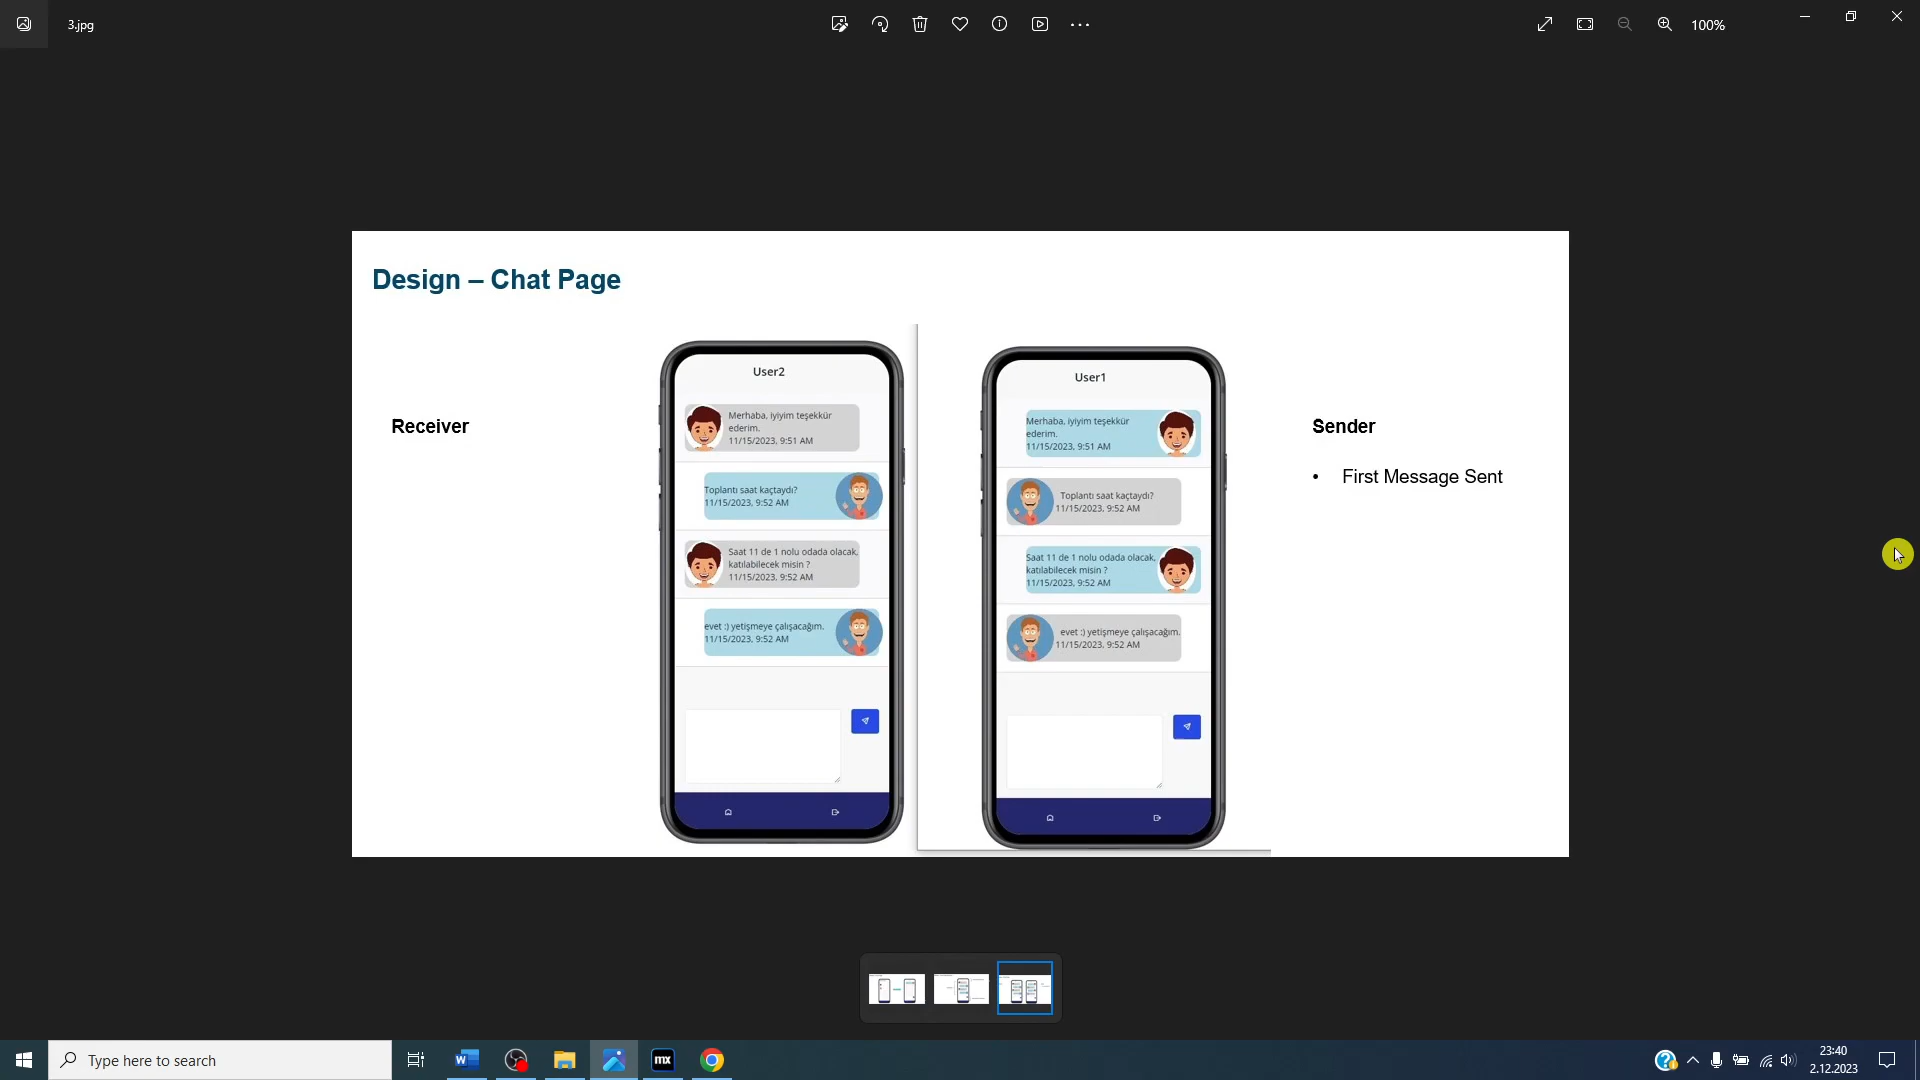 3.jpg
100%
Design – Chat Page
Receiver
User2
Merhaba, iyiyim teşekkür
ederim.
11/15/2023, 9:51 AM
Toplantı saat kaçtaydı?
11/15/2023, 9:52 AM
Saat 11 de 1 nolu odada olacak,
katılabilecek misin ?
11/15/2023, 9:52 AM
evet :) yetişmeye çalışacağım.
11/15/2023, 9:52 AM
User1
Merhaba, iyiyim teşekkür
ederim.
11/15/2023, 9:51 AM
Toplantı saat kaçtaydı?
11/15/2023, 9:52 AM
Saat 11 de 1 nolu odada olacak,
katılabilecek misin ?
11/15/2023, 9:52 AM
evet :) yetişmeye çalışacağım.
11/15/2023, 9:52 AM
Sender
• First Message Sent
Type here to search
W
mx
23:40
2.12.2023